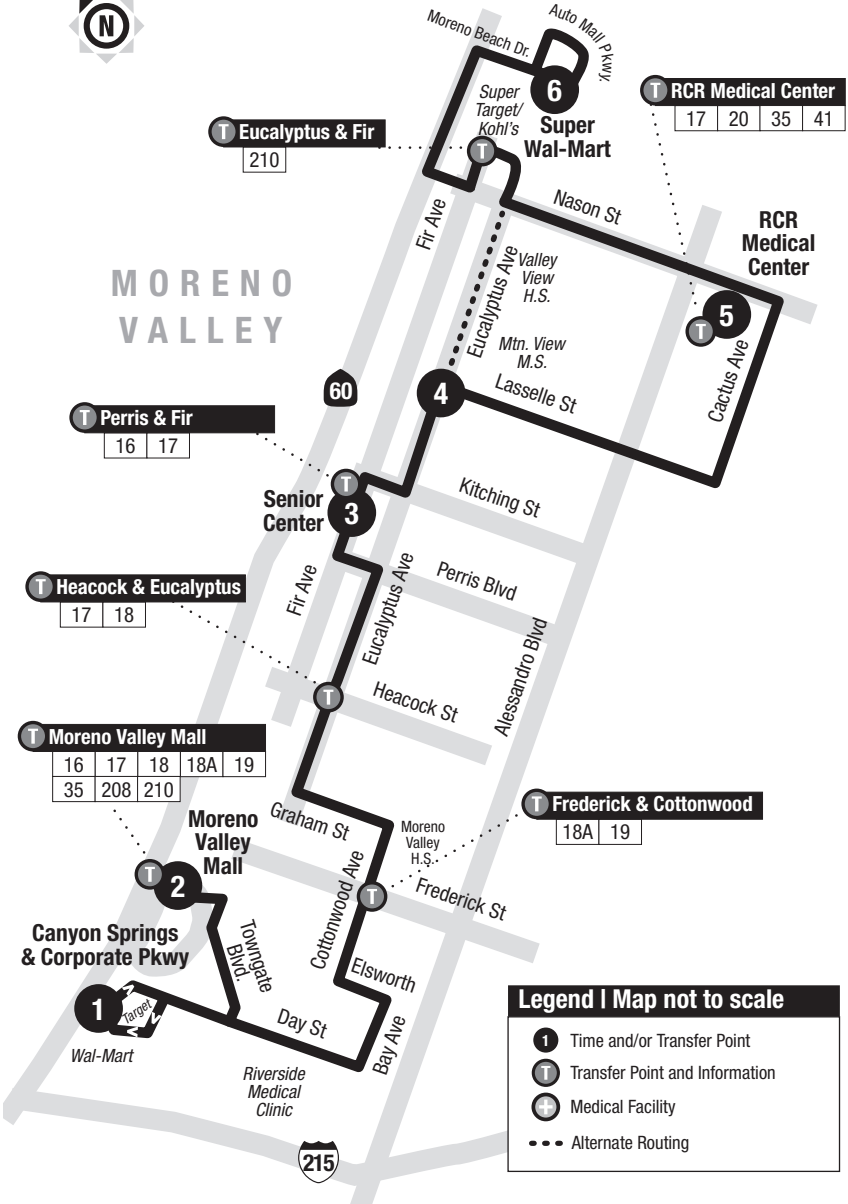 N
Moreno Beach Dr.
Auto Mall Pkwy.
6
Super
Wal-Mart
Super
Target/
Kohl's
T
T RCR Medical Center
17 20 35 41
T Eucalyptus & Fir
210
Nason St
Fir Ave
RCR
Medical
Center
5
T
MORENO
VALLEY
Eucalyptus Ave
Valley
View
H.S.
Mtn. View
M.S.
Cactus Ave
60
4
Lasselle St
T Perris & Fir
16 17
T
Senior
Center
3
Kitching St
Fir Ave
Eucalyptus Ave
Perris Blvd
T Heacock & Eucalyptus
17 18
Alessandro Blvd
T
Heacock St
T Moreno Valley Mall
16 17 18 18A 19
35 208 210
T Frederick & Cottonwood
18A 19
Graham St
Moreno
Valley
Mall
Moreno
Valley
H.S.
T
2
Cottonwood Ave
T
Frederick St
Canyon Springs
& Corporate Pkwy
Towngate
Blvd.
Elsworth
1
Target
Day St
Bay Ave
Wal-Mart
Riverside
Medical
Clinic
215
Legend | Map not to scale
1 Time and/or Transfer Point
T Transfer Point and Information
Medical Facility
Alternate Routing